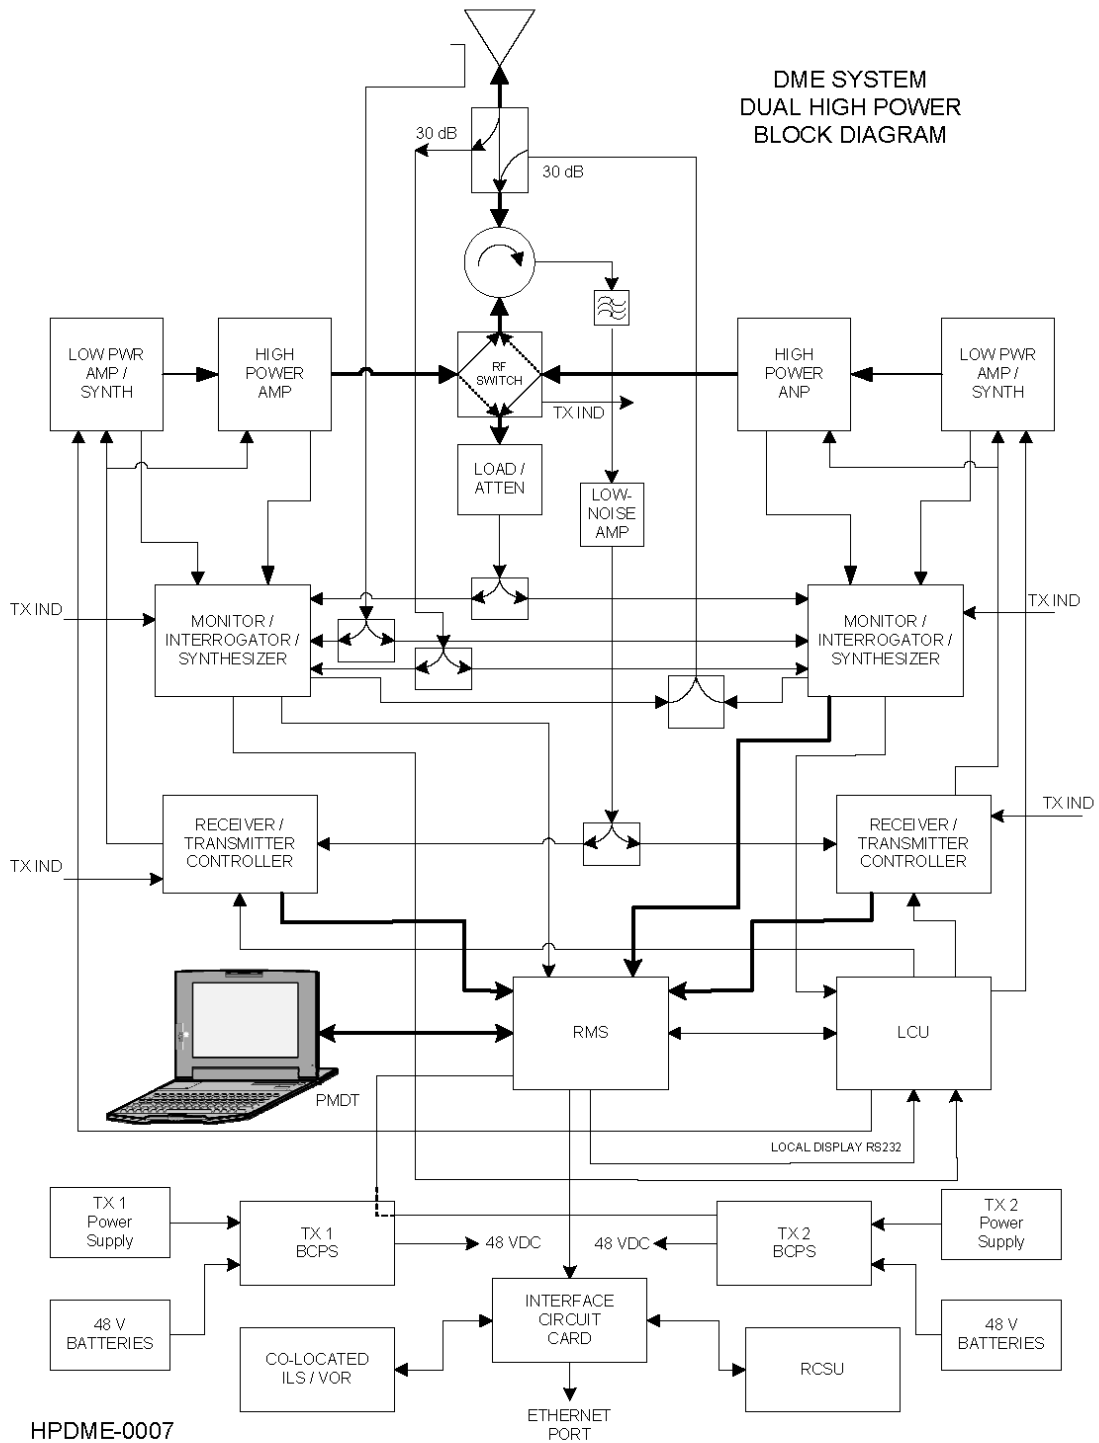 DME SYSTEM
DUAL HIGH POWER
BLOCK DIAGRAM
30 dB
30 dB
LOW PWR
AMP /
SYNTH
HIGH
POWER
AMP
RF
SWITCH
TX IND
HIGH
POWER
ANP
LOW PWR
AMP /
SYNTH
LOAD /
ATTEN
LOW-
NOISE
AMP
TX IND
MONITOR /
INTERROGATOR /
SYNTHESIZER
MONITOR /
INTERROGATOR /
SYNTHESIZER
TX IND
RECEIVER /
TRANSMITTER
CONTROLLER
TX IND
RECEIVER /
TRANSMITTER
CONTROLLER
TX IND
PMDT
RMS
LCU
LOCAL DISPLAY RS232
TX 1
Power
Supply
TX 1
BCPS
48 VDC
48 VDC
TX 2
BCPS
TX 2
Power
Supply
48 V
BATTERIES
CO-LOCATED
ILS / VOR
INTERFACE
CIRCUIT
CARD
RCSU
48 V
BATTERIES
ETHERNET
PORT
HPDME-0007